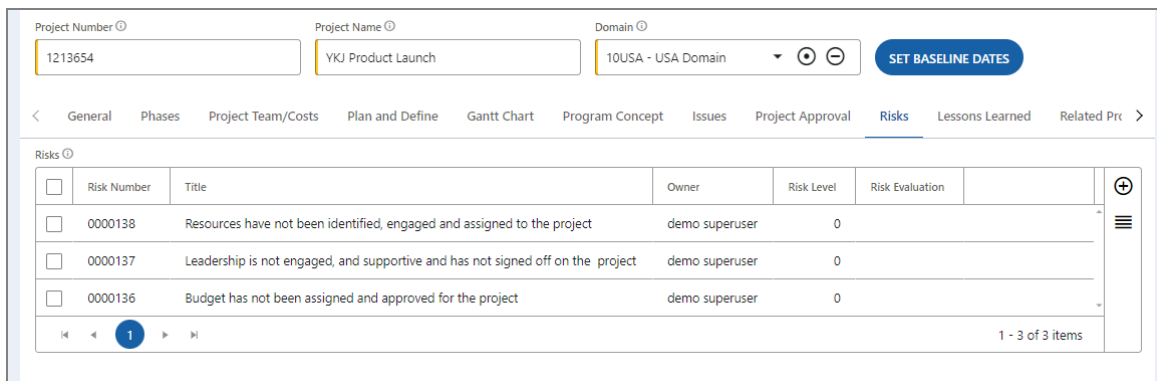 Project Number Project Name Domain
1213654 YKJ Product Launch 10USA - USA Domain SET BASELINE DATES
General Phases Project Team/Costs Plan and Define Gantt Chart Program Concept Issues Project Approval Risks Lessons Learned Related Pro
Risks
Risk Number Title Owner Risk Level Risk Evaluation
0000138 Resources have not been identified, engaged and assigned to the project demo superuser 0
0000137 Leadership is not engaged, and supportive and has not signed off on the project demo superuser 0
0000136 Budget has not been assigned and approved for the project demo superuser 0
1 1 - 3 of 3 items